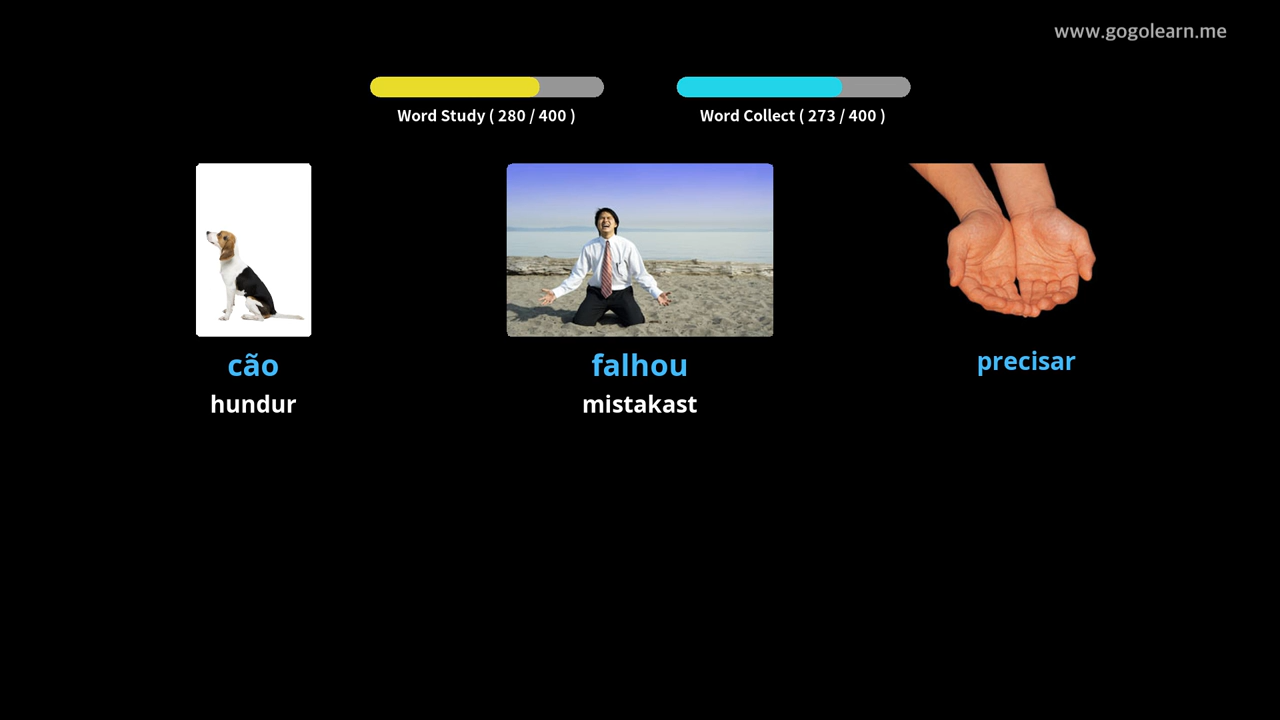 www.gogolearn.me
Word Study ( 280 / 400 )
Word Collect ( 273 / 400 )
cão
falhou
precisar
hundur
mistakast